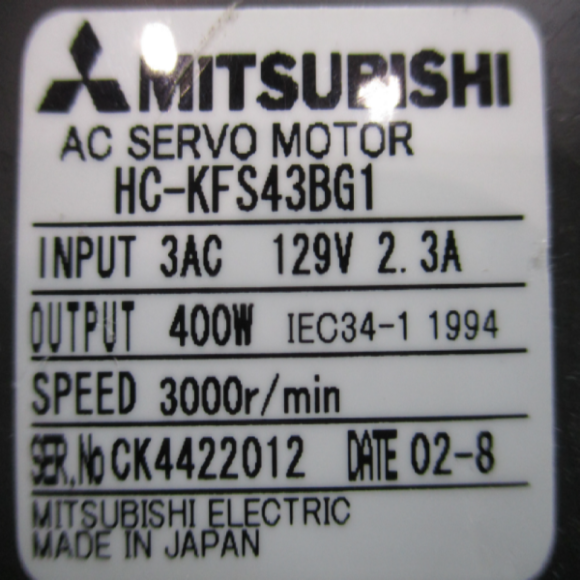 MITSUBISHI
AC SERVO MOTOR
HC-KFS43BG1
INPUT 3AC 129V 2.3A
OUTPUT 400W IEC34-1 1994
SPEED 3000r/min
SER.No CK4422012 DATE 02-8
MITSUBISHI ELECTRIC
MADE IN JAPAN